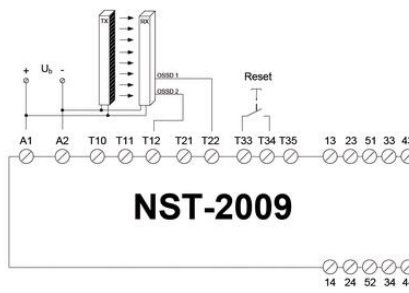 TX RX
+ Ub -
OSSD 1
OSSD 2
Reset
A1 A2 T10 T11 T12 T21 T22 T33 T34 T35 13 23 51 33
NST-2009
14 24 52 34